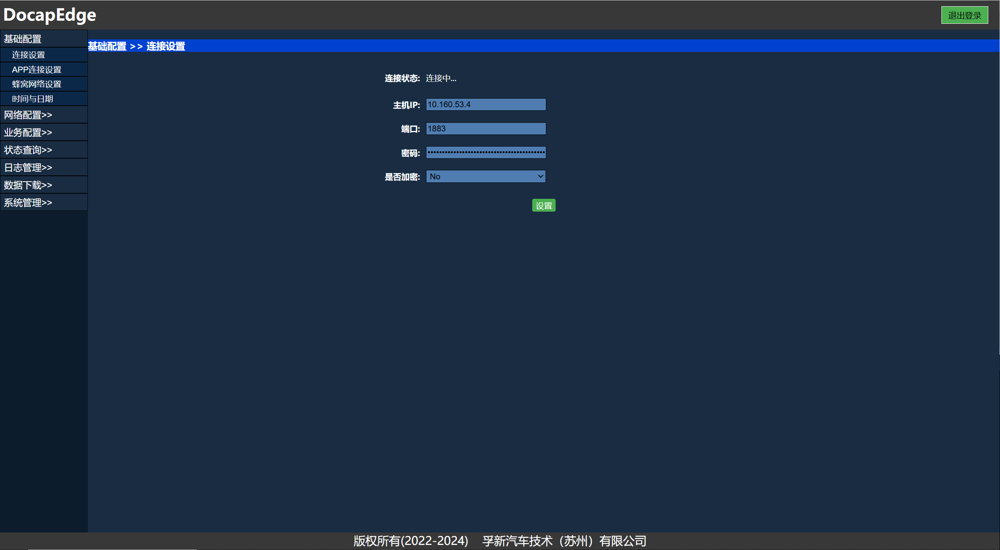 DocapEdge
退出登录
基础配置
连接设置
APP连接设置
蜂窝网络设置
时间与日期
网络配置>>
业务配置>>
状态查询>>
日志管理>>
数据下载>>
系统管理>>
基础配置 >> 连接设置
连接状态: 连接中...
主机IP: 10.160.53.4
端口: 1883
密码: •••••••••••••••••••••••••••••••••••••••••
是否加密: No
设置
版权所有(2022-2024) 孚新汽车技术（苏州）有限公司